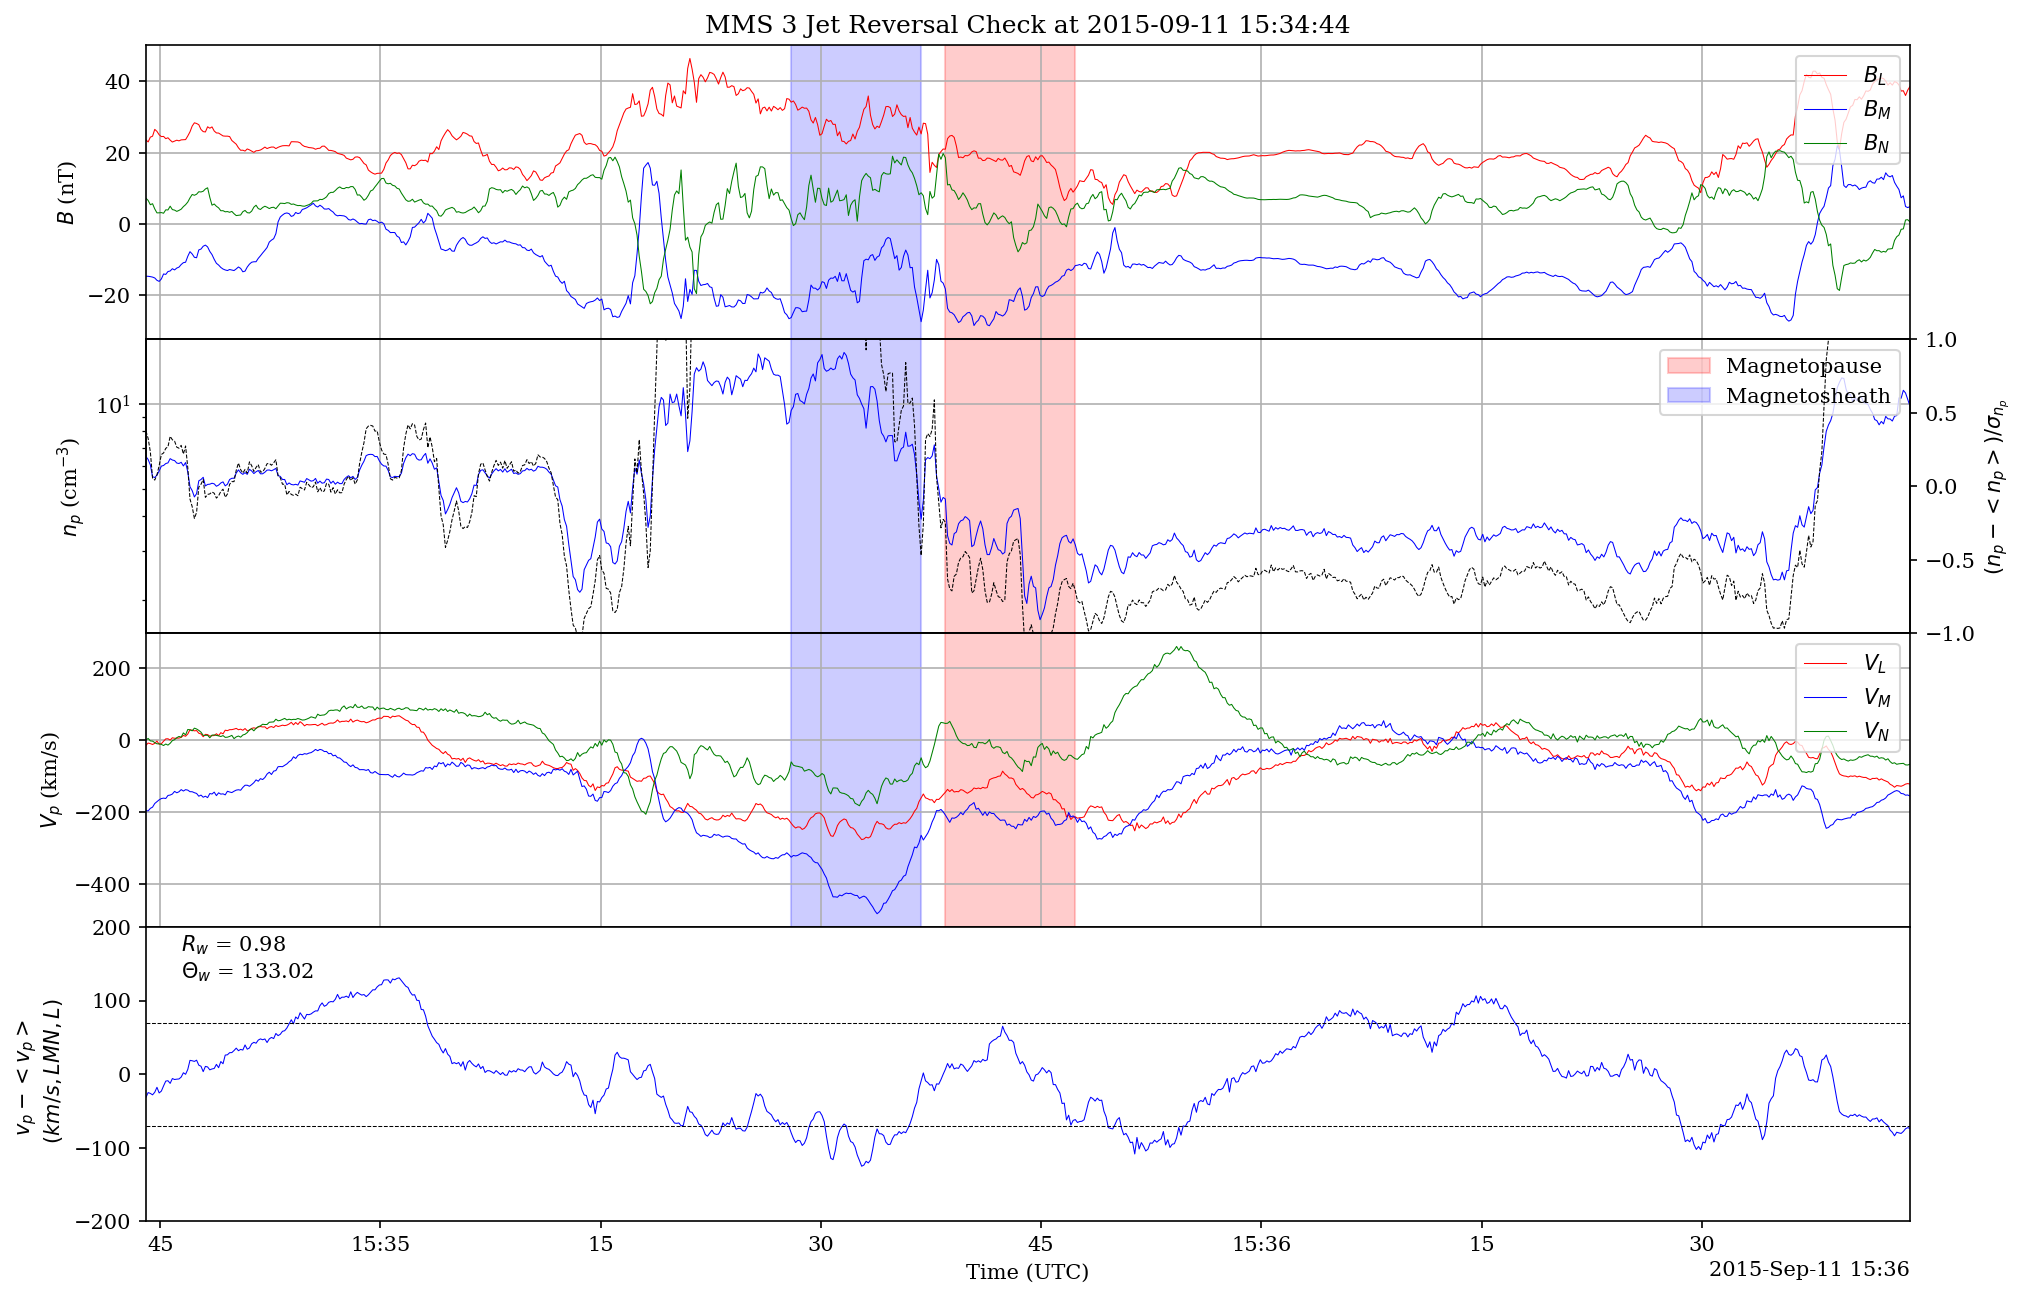 MMS 3 Jet Reversal Check at 2015-09-11 15:34:44
B (nT)
40
20
0
−20
B_L
B_M
B_N
n_p (cm⁻³)
10¹
Magnetopause
Magnetosheath
1.0
0.5
0.0
−0.5
−1.0
(n_p − < n_p >)/σ_{n_p}
V_p (km/s)
200
0
−200
−400
V_L
V_M
V_N
v_p − < v_p >
(km/s, LMN, L)
200
100
0
−100
−200
R_w = 0.98
Θ_w = 133.02
45 15:35 15 30 45 15:36 15 30
Time (UTC)
2015-Sep-11 15:36